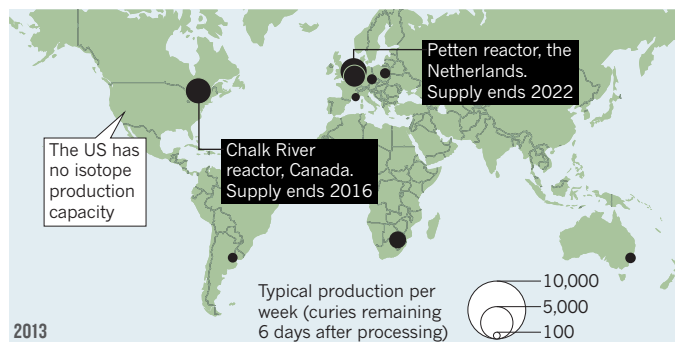 Petten reactor, the
Netherlands.
Supply ends 2022
The US has
no isotope
production
capacity
Chalk River
reactor, Canada.
Supply ends 2016
Typical production per
week (curies remaining
6 days after processing)
10,000
5,000
100
2013